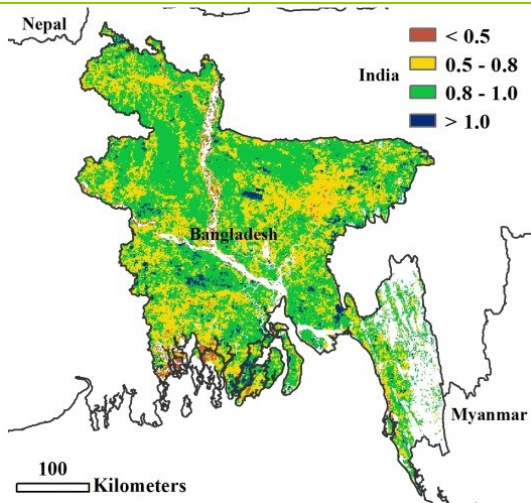 Nepal
India
< 0.5
0.5 - 0.8
0.8 - 1.0
> 1.0
Bangladesh
Myanmar
100
Kilometers